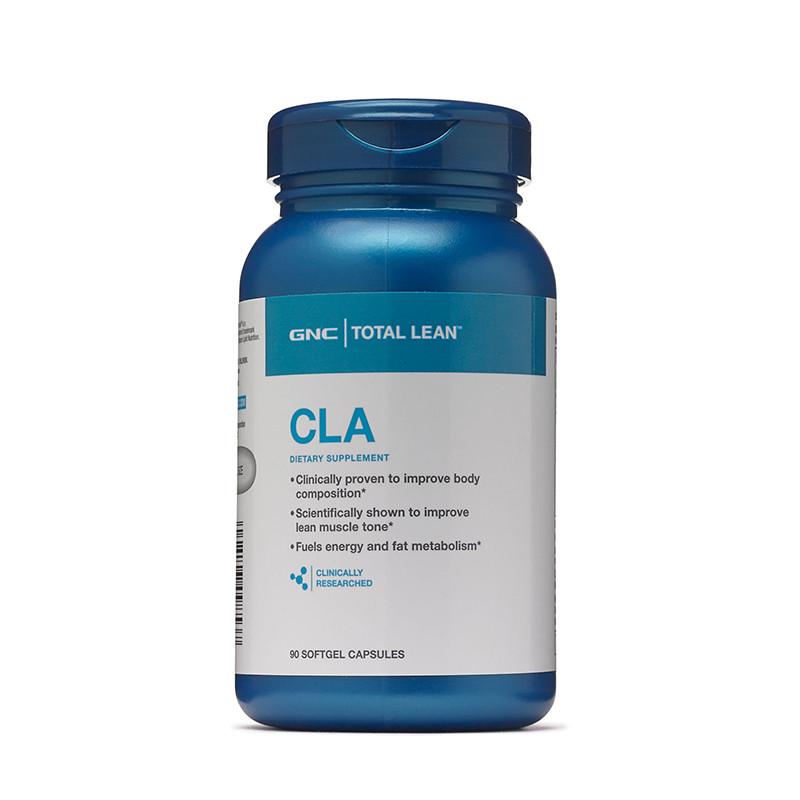 GNC | TOTAL LEAN™
CLA
DIETARY SUPPLEMENT
• Clinically proven to improve body
composition*
• Scientifically shown to improve
lean muscle tone*
• Fuels energy and fat metabolism*
CLINICALLY
RESEARCHED
90 SOFTGEL CAPSULES